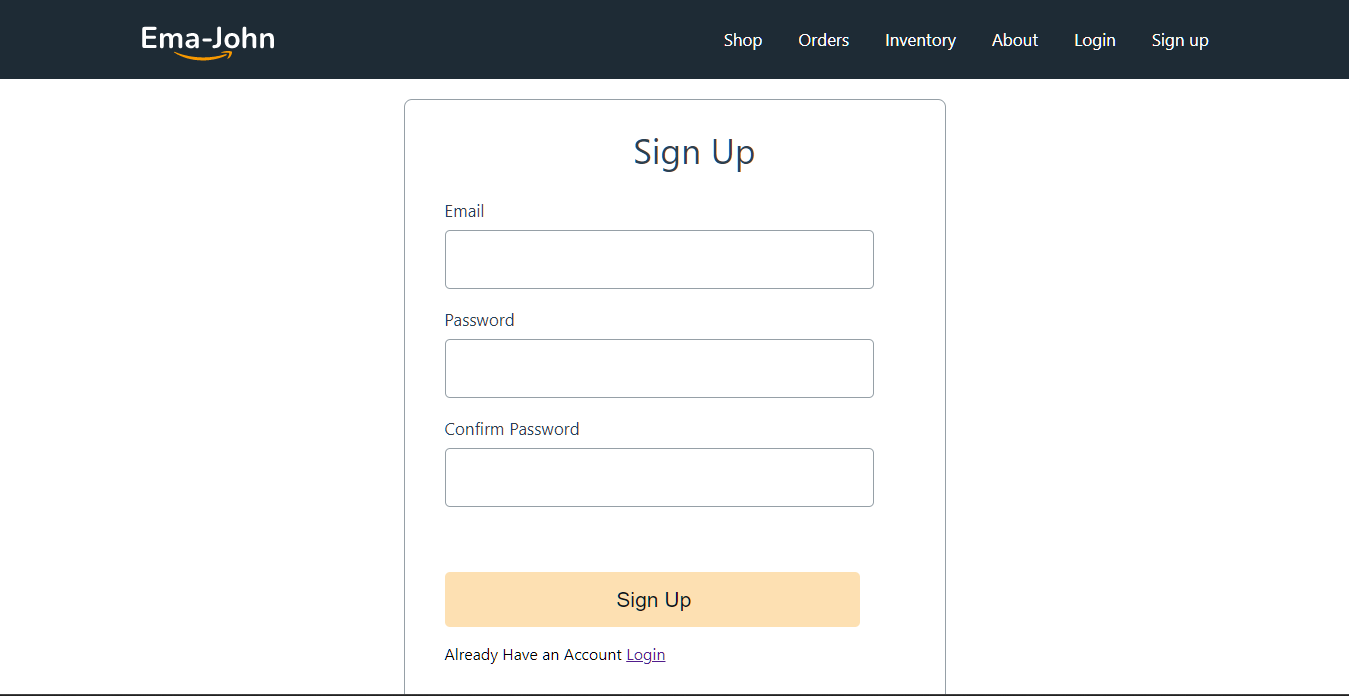 Ema-John Shop Orders Inventory About Login Sign up
Sign Up
Email
Password
Confirm Password
Sign Up
Already Have an Account Login